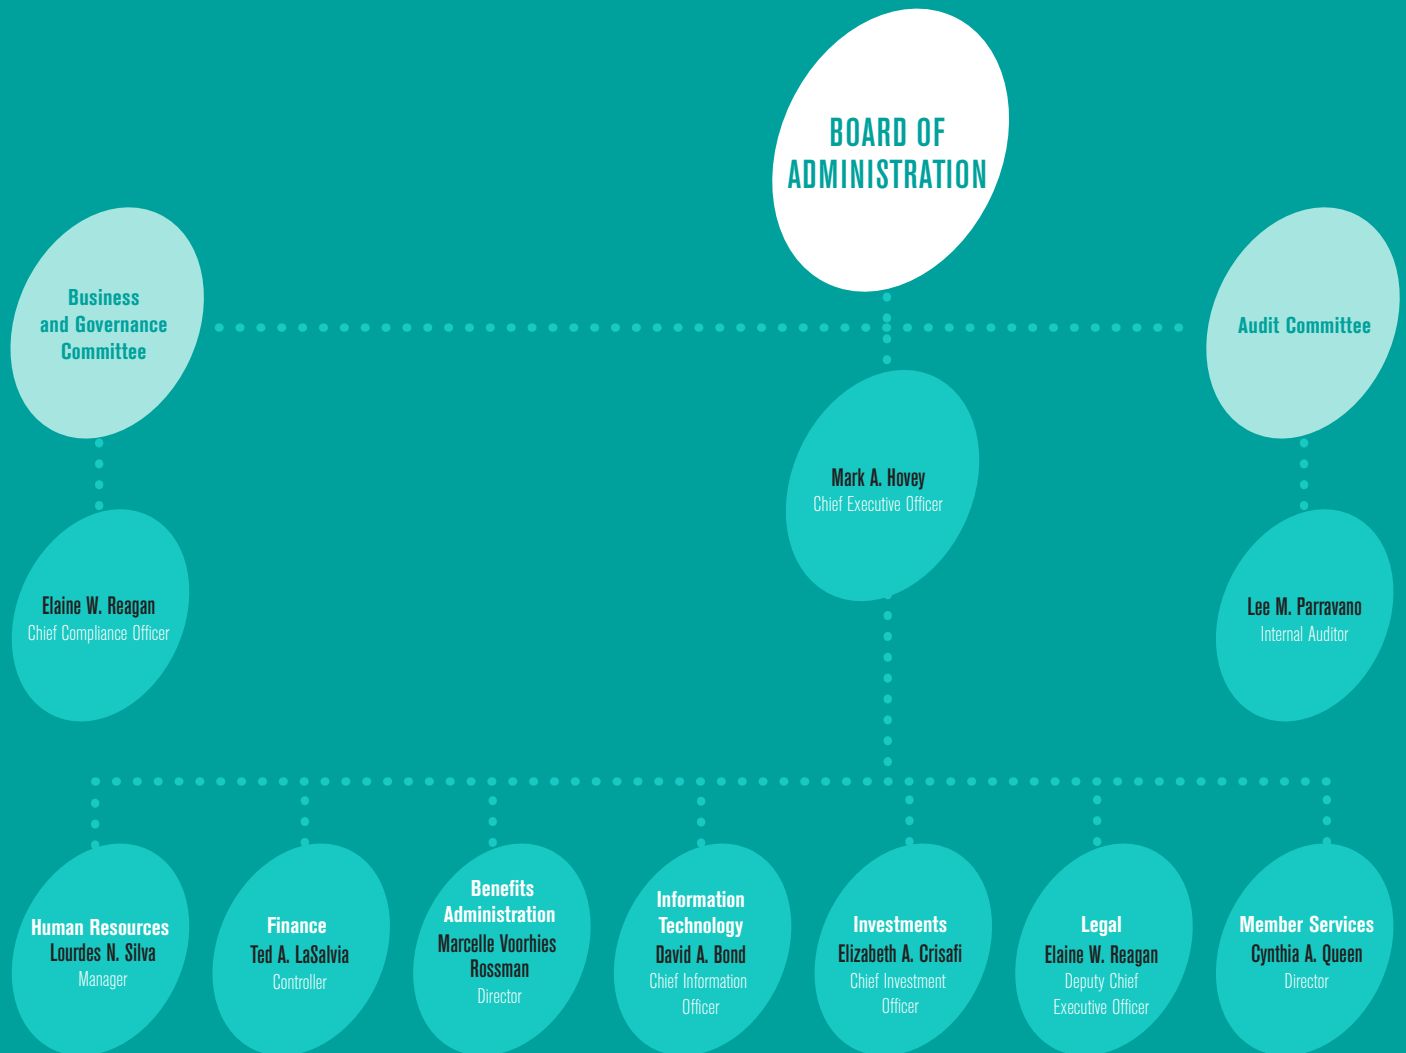 BOARD OF
ADMINISTRATION
Business
and Governance
Committee
Audit Committee
Mark A. Hovey
Chief Executive Officer
Elaine W. Reagan
Chief Compliance Officer
Lee M. Parravano
Internal Auditor
Human Resources
Lourdes N. Silva
Manager
Finance
Ted A. LaSalvia
Controller
Benefits
Administration
Marcelle Voorhies
Rossman
Director
Information
Technology
David A. Bond
Chief Information
Officer
Investments
Elizabeth A. Crisafi
Chief Investment
Officer
Legal
Elaine W. Reagan
Deputy Chief
Executive Officer
Member Services
Cynthia A. Queen
Director